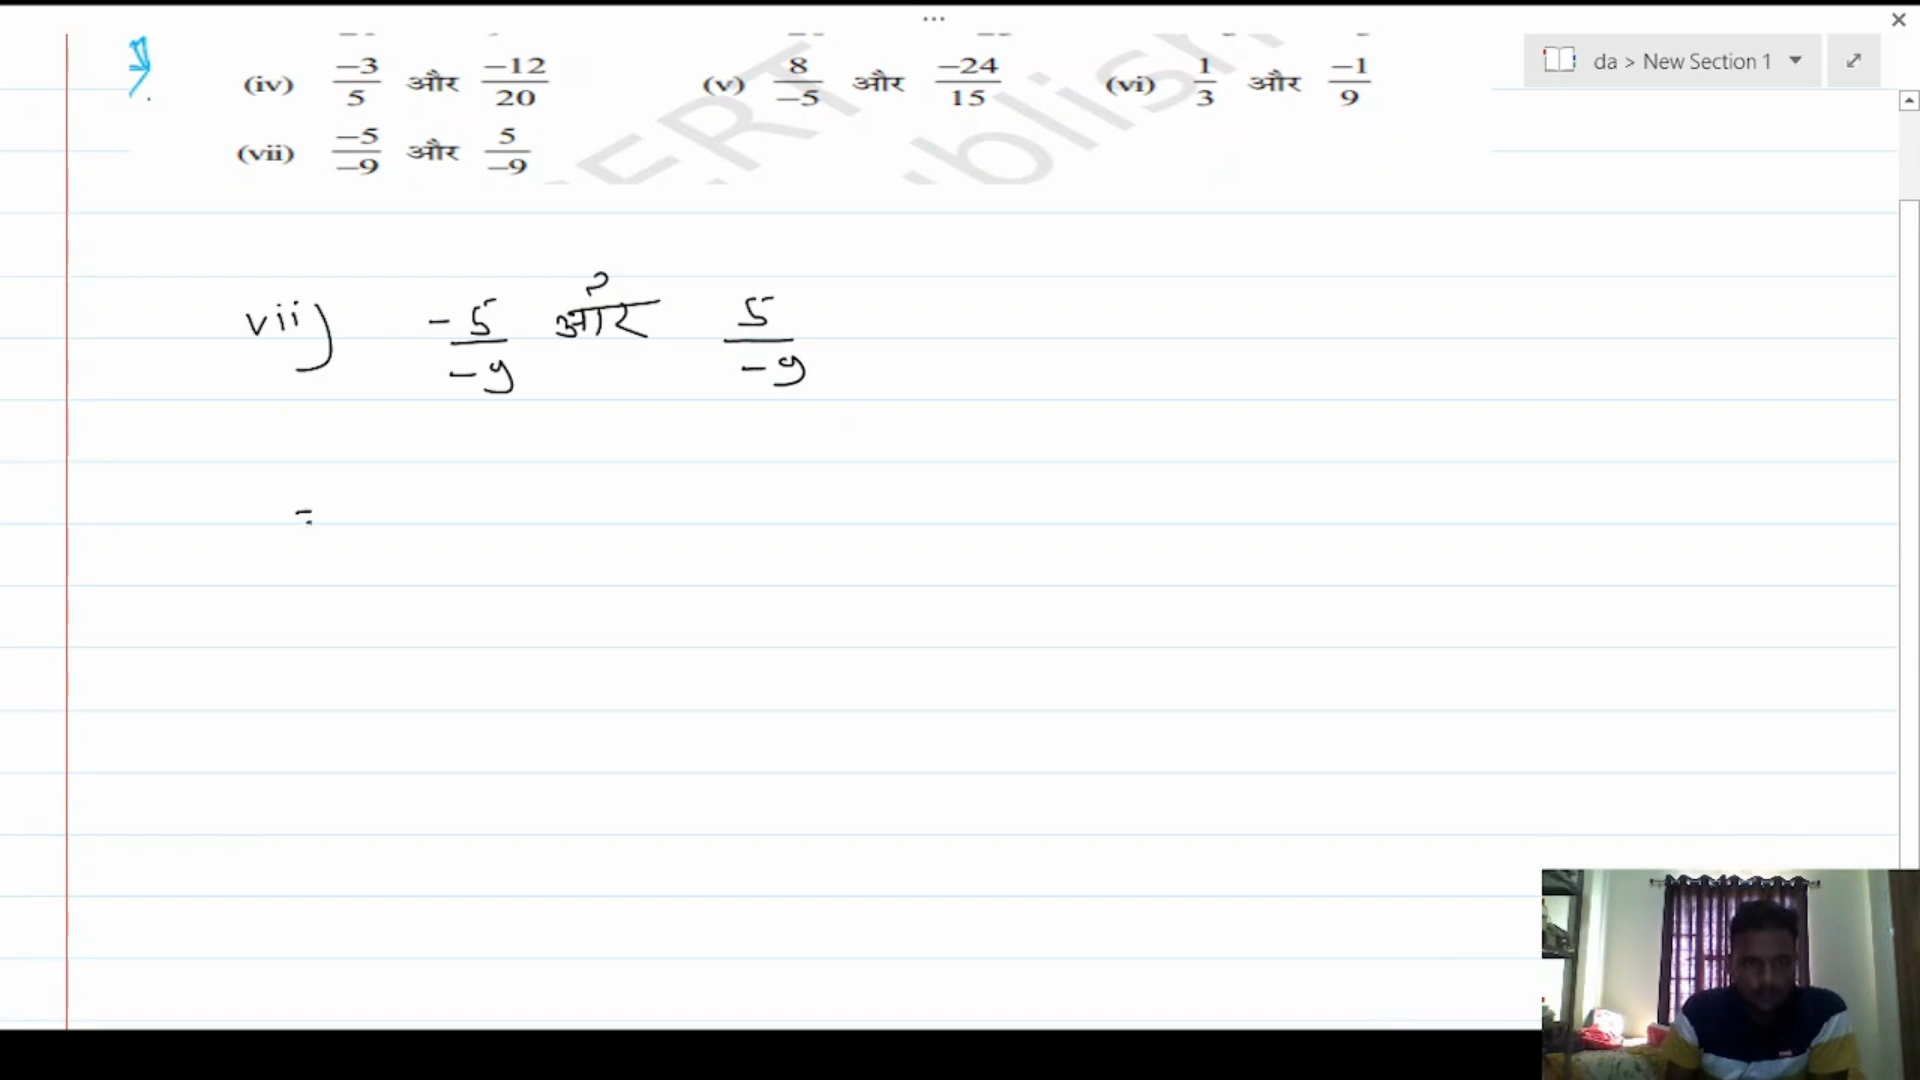 da > New Section 1
(iv) −3/5 और −12/20 (v) 8/−5 और −24/15 (vi) 1/3 और −1/9
(vii) −5/−9 और 5/−9
vii) -5/-9 और 5/-9
=